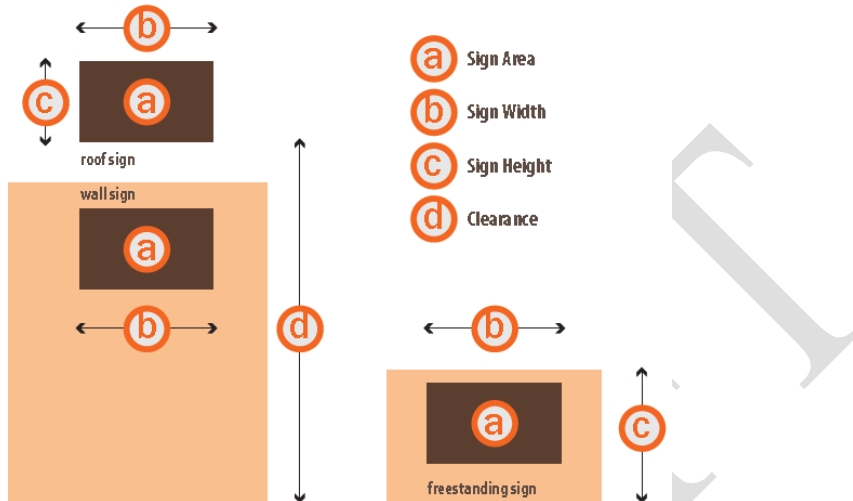 b
c
a
roof sign
wall sign
a
b
d
a Sign Area
b Sign Width
c Sign Height
d Clearance
b
a
c
freestanding sign